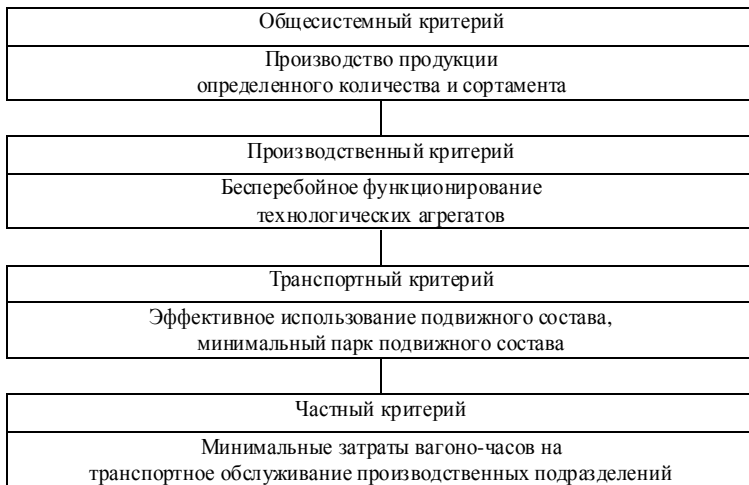 Общесистемный критерий
Производство продукции
определенного количества и сортамента
Производственный критерий
Бесперебойное функционирование
технологических агрегатов
Транспортный критерий
Эффективное использование подвижного состава,
минимальный парк подвижного состава
Частный критерий
Минимальные затраты вагоно-часов на
транспортное обслуживание производственных подразделений